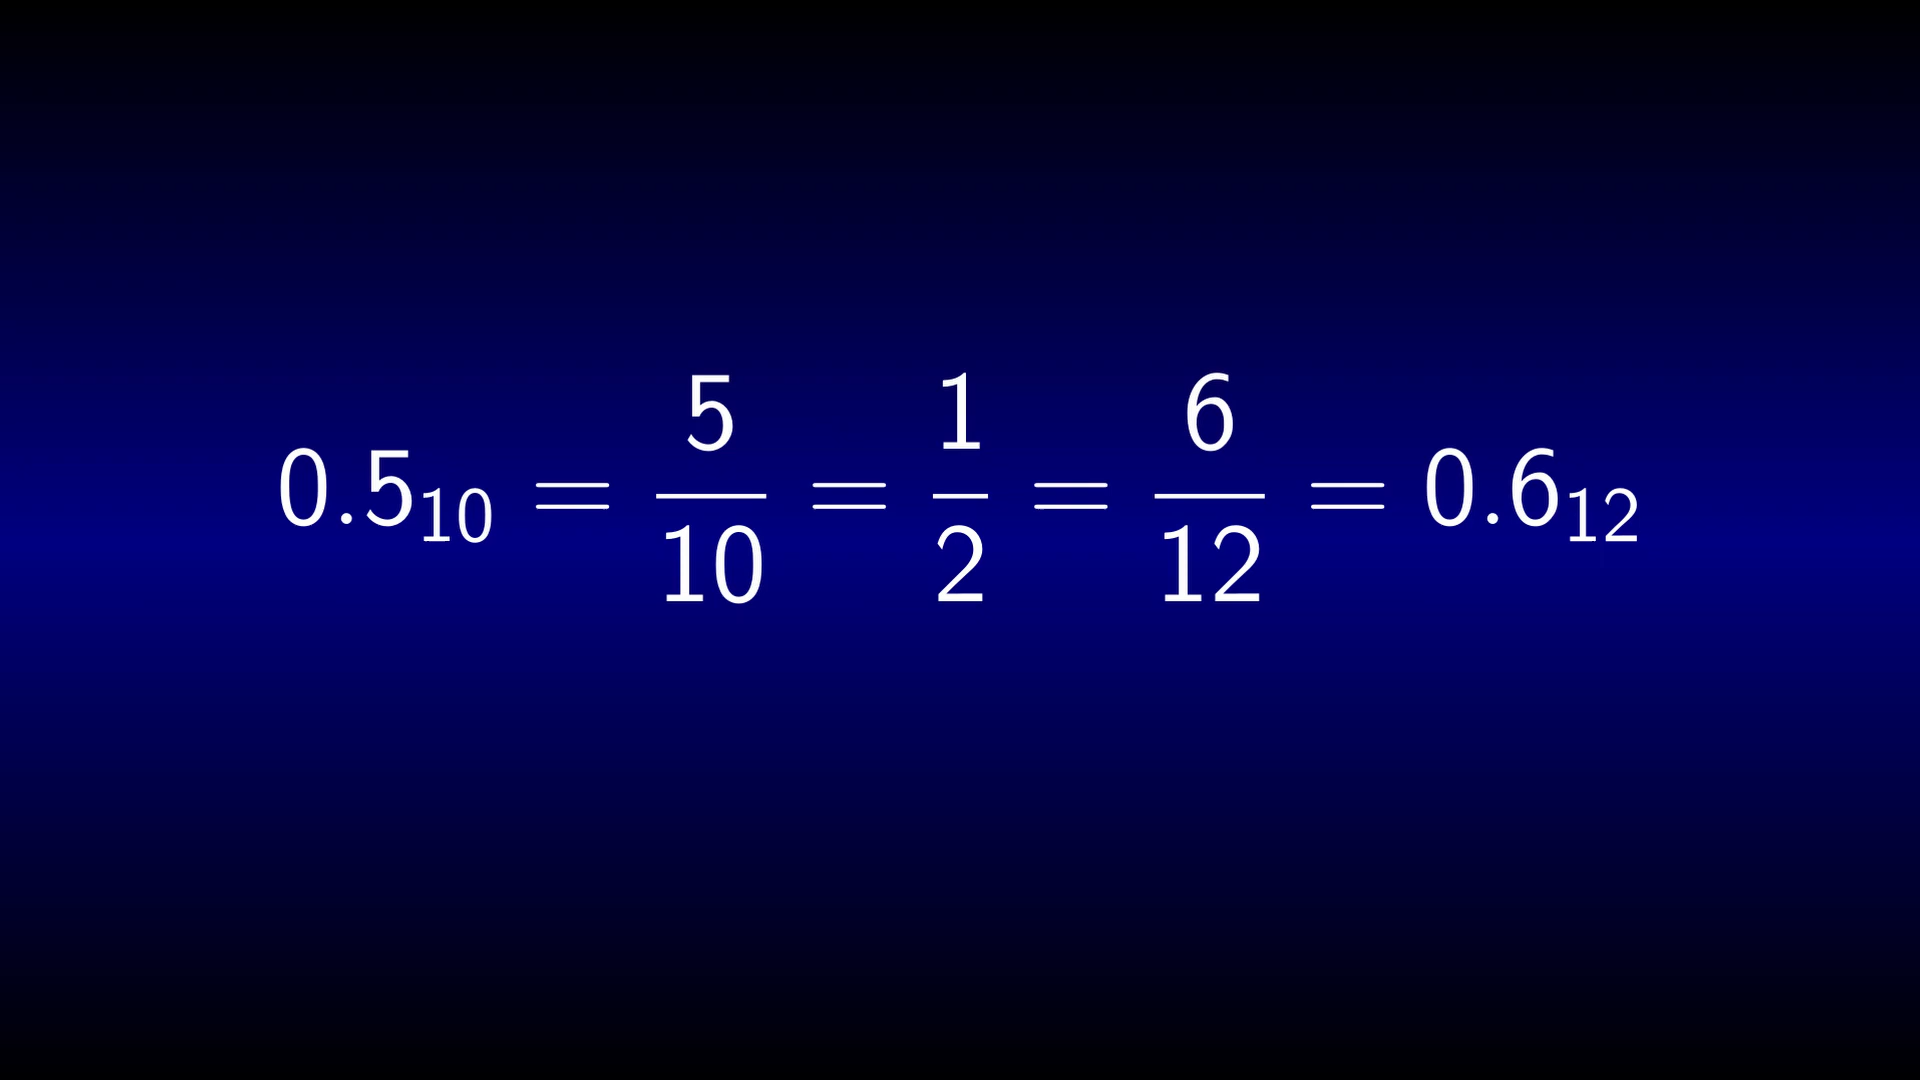 0.5₁₀ = 5/10 = 1/2 = 6/12 = 0.6₁₂